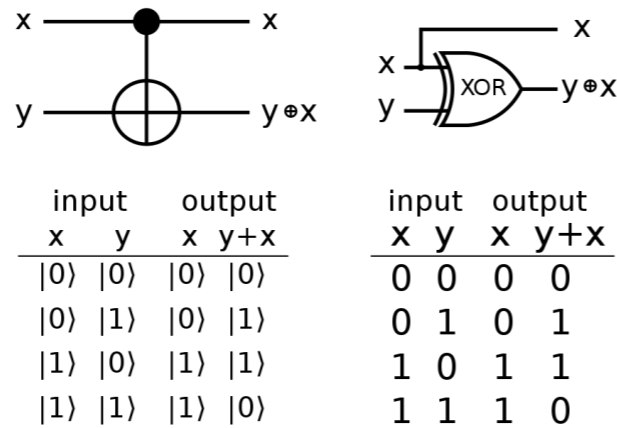 x x
y y⊕x
x
x
y XOR y⊕x
input output
x y x y+x
|0⟩ |0⟩ |0⟩ |0⟩
|0⟩ |1⟩ |0⟩ |1⟩
|1⟩ |0⟩ |1⟩ |1⟩
|1⟩ |1⟩ |1⟩ |0⟩
input output
x y x y+x
0 0 0 0
0 1 0 1
1 0 1 1
1 1 1 0